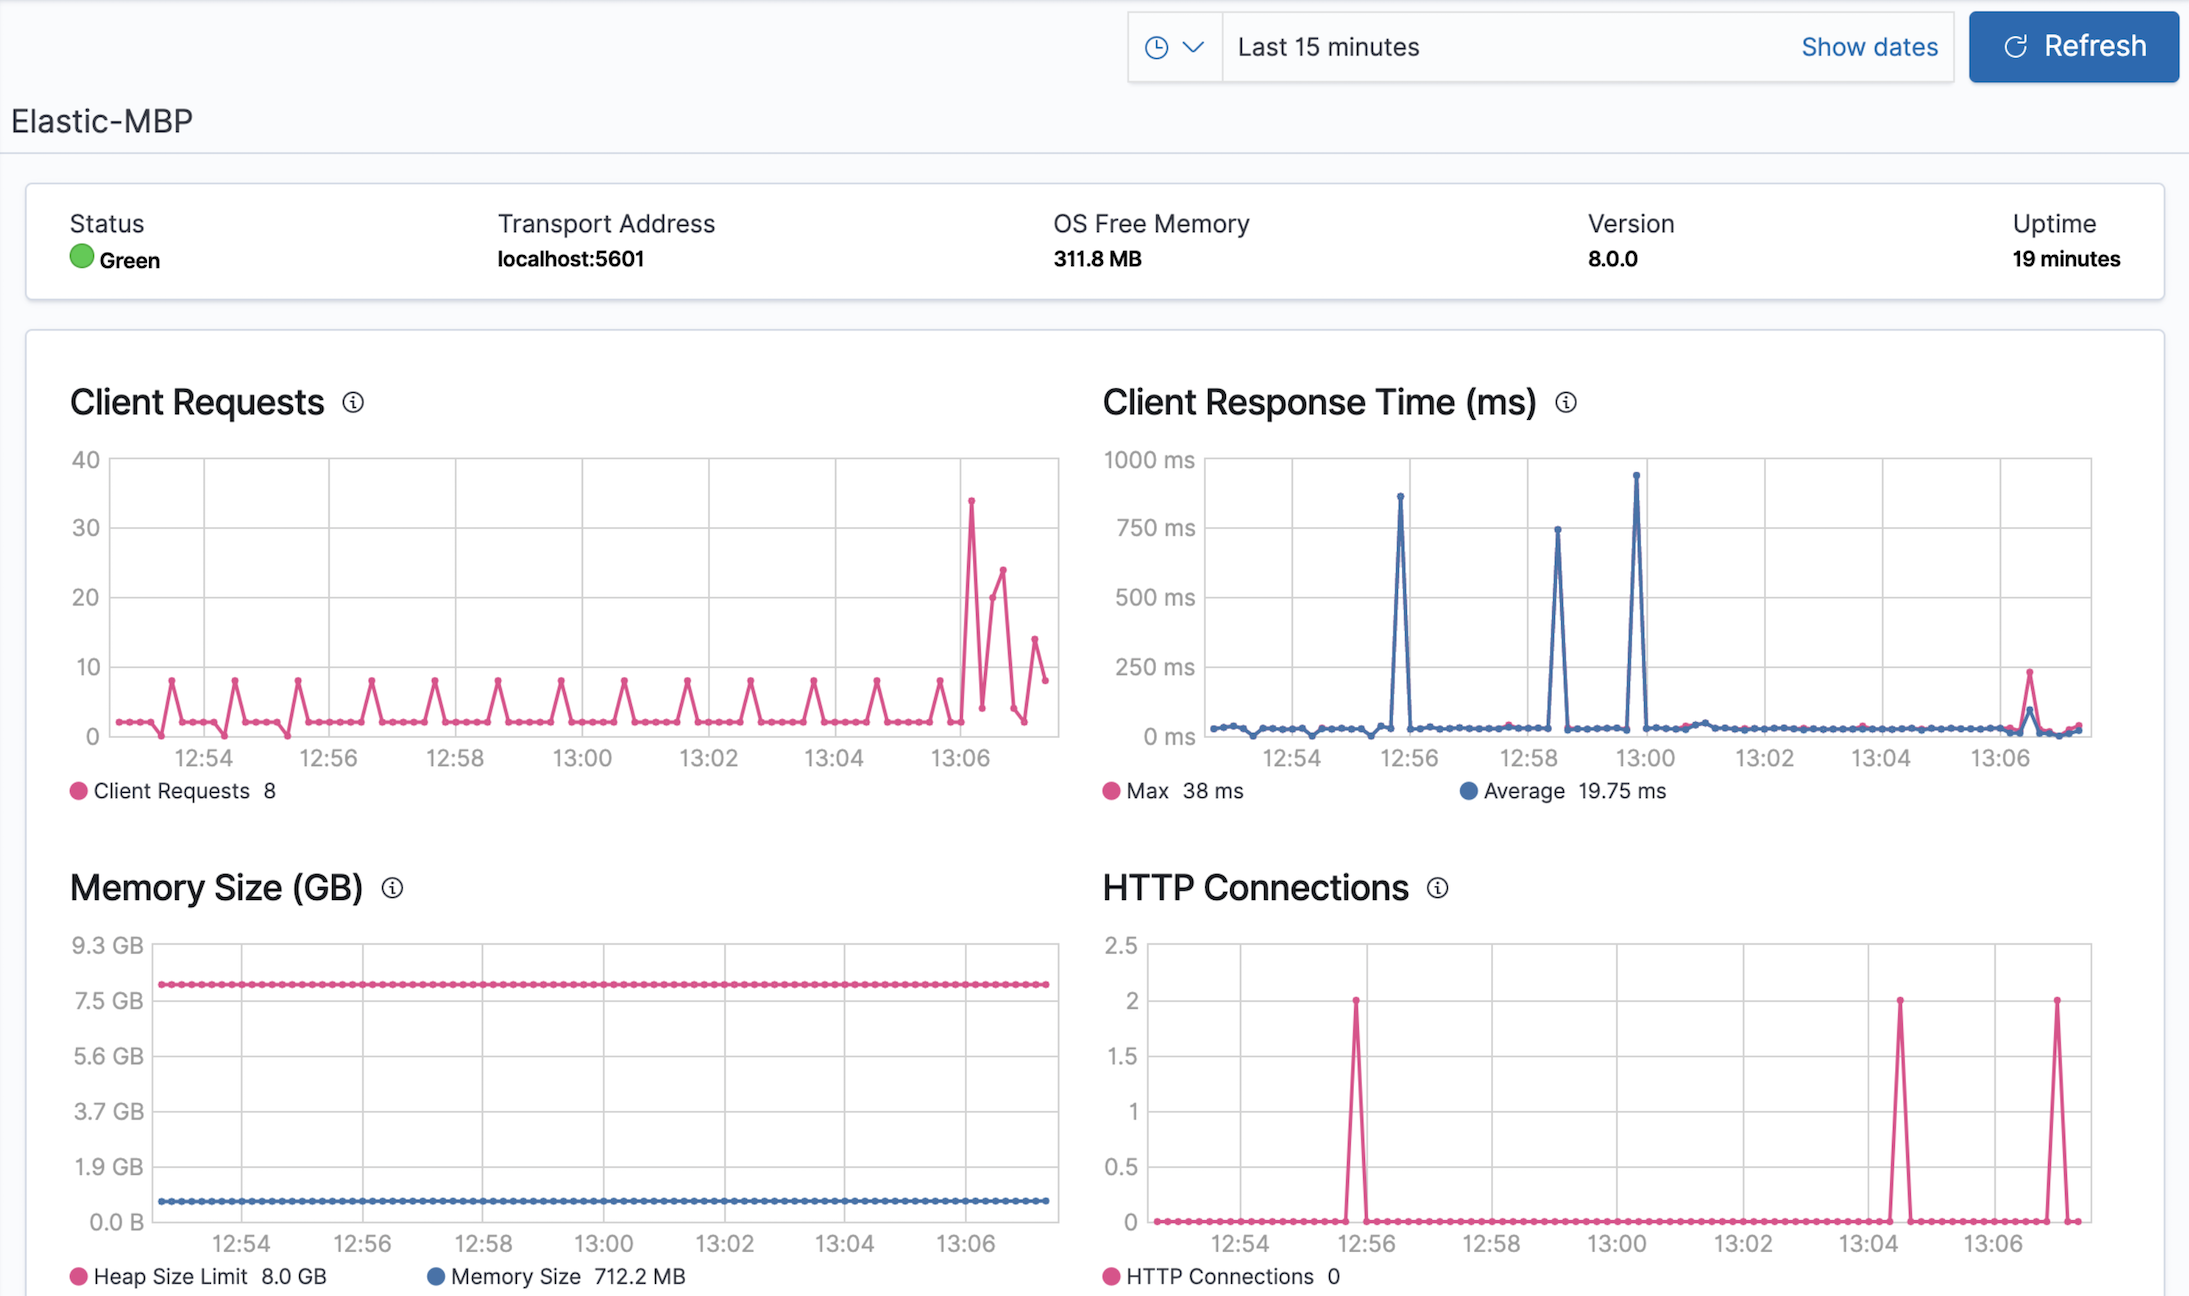 Last 15 minutes Show dates Refresh
Elastic-MBP
Status Transport Address OS Free Memory Version Uptime
Green localhost:5601 311.8 MB 8.0.0 19 minutes
Client Requests Client Response Time (ms)
40 1000 ms
30 750 ms
20 500 ms
10 250 ms
0 0 ms
12:54 12:56 12:58 13:00 13:02 13:04 13:06 12:54 12:56 12:58 13:00 13:02 13:04 13:06
Client Requests 8 Max 38 ms Average 19.75 ms
Memory Size (GB) HTTP Connections
9.3 GB 2.5
7.5 GB 2
5.6 GB 1.5
3.7 GB 1
1.9 GB 0.5
0.0 B 0
12:54 12:56 12:58 13:00 13:02 13:04 13:06 12:54 12:56 12:58 13:00 13:02 13:04 13:06
Heap Size Limit 8.0 GB Memory Size 712.2 MB HTTP Connections 0